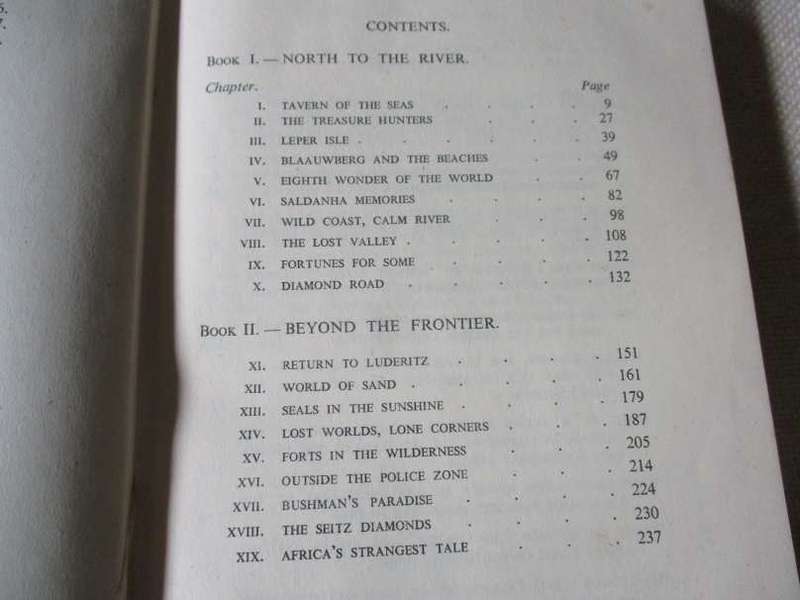 6.
7.
CONTENTS.
BOOK I. — NORTH TO THE RIVER.
Chapter. Page
I. TAVERN OF THE SEAS . . . . 9
II. THE TREASURE HUNTERS . . . 27
III. LEPER ISLE . . . . . . 39
IV. BLAAUWBERG AND THE BEACHES . . 49
V. EIGHTH WONDER OF THE WORLD . . 67
VI. SALDANHA MEMORIES . . . . 82
VII. WILD COAST, CALM RIVER . . . 98
VIII. THE LOST VALLEY . . . . . 108
IX. FORTUNES FOR SOME . . . . 122
X. DIAMOND ROAD . . . . . 132
BOOK II. — BEYOND THE FRONTIER.
XI. RETURN TO LUDERITZ . . . . 151
XII. WORLD OF SAND . . . . . 161
XIII. SEALS IN THE SUNSHINE . . . . 179
XIV. LOST WORLDS, LONE CORNERS . . . 187
XV. FORTS IN THE WILDERNESS . . . 205
XVI. OUTSIDE THE POLICE ZONE . . . 214
XVII. BUSHMAN'S PARADISE . . . . 224
XVIII. THE SEITZ DIAMONDS . . . . 230
XIX. AFRICA'S STRANGEST TALE . . . 237